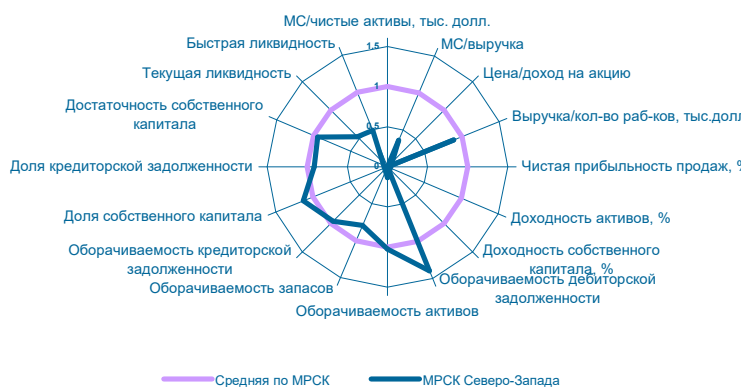 МС/чистые активы, тыс. долл.
Быстрая ликвидность
1.5
МС/выручка
Текущая ликвидность
Цена/доход на акцию
1
Достаточность собственного
капитала
Выручка/кол-во раб-ков, тыс.долл
0.5
Доля кредиторской задолженности
0
Чистая прибыльность продаж, %
Доля собственного капитала
Доходность активов, %
Оборачиваемость кредиторской
задолженности
Доходность собственного
капитала, %
Оборачиваемость запасов
Оборачиваемость дебиторской
задолженности
Оборачиваемость активов
Средняя по МРСК
МРСК Северо-Запада